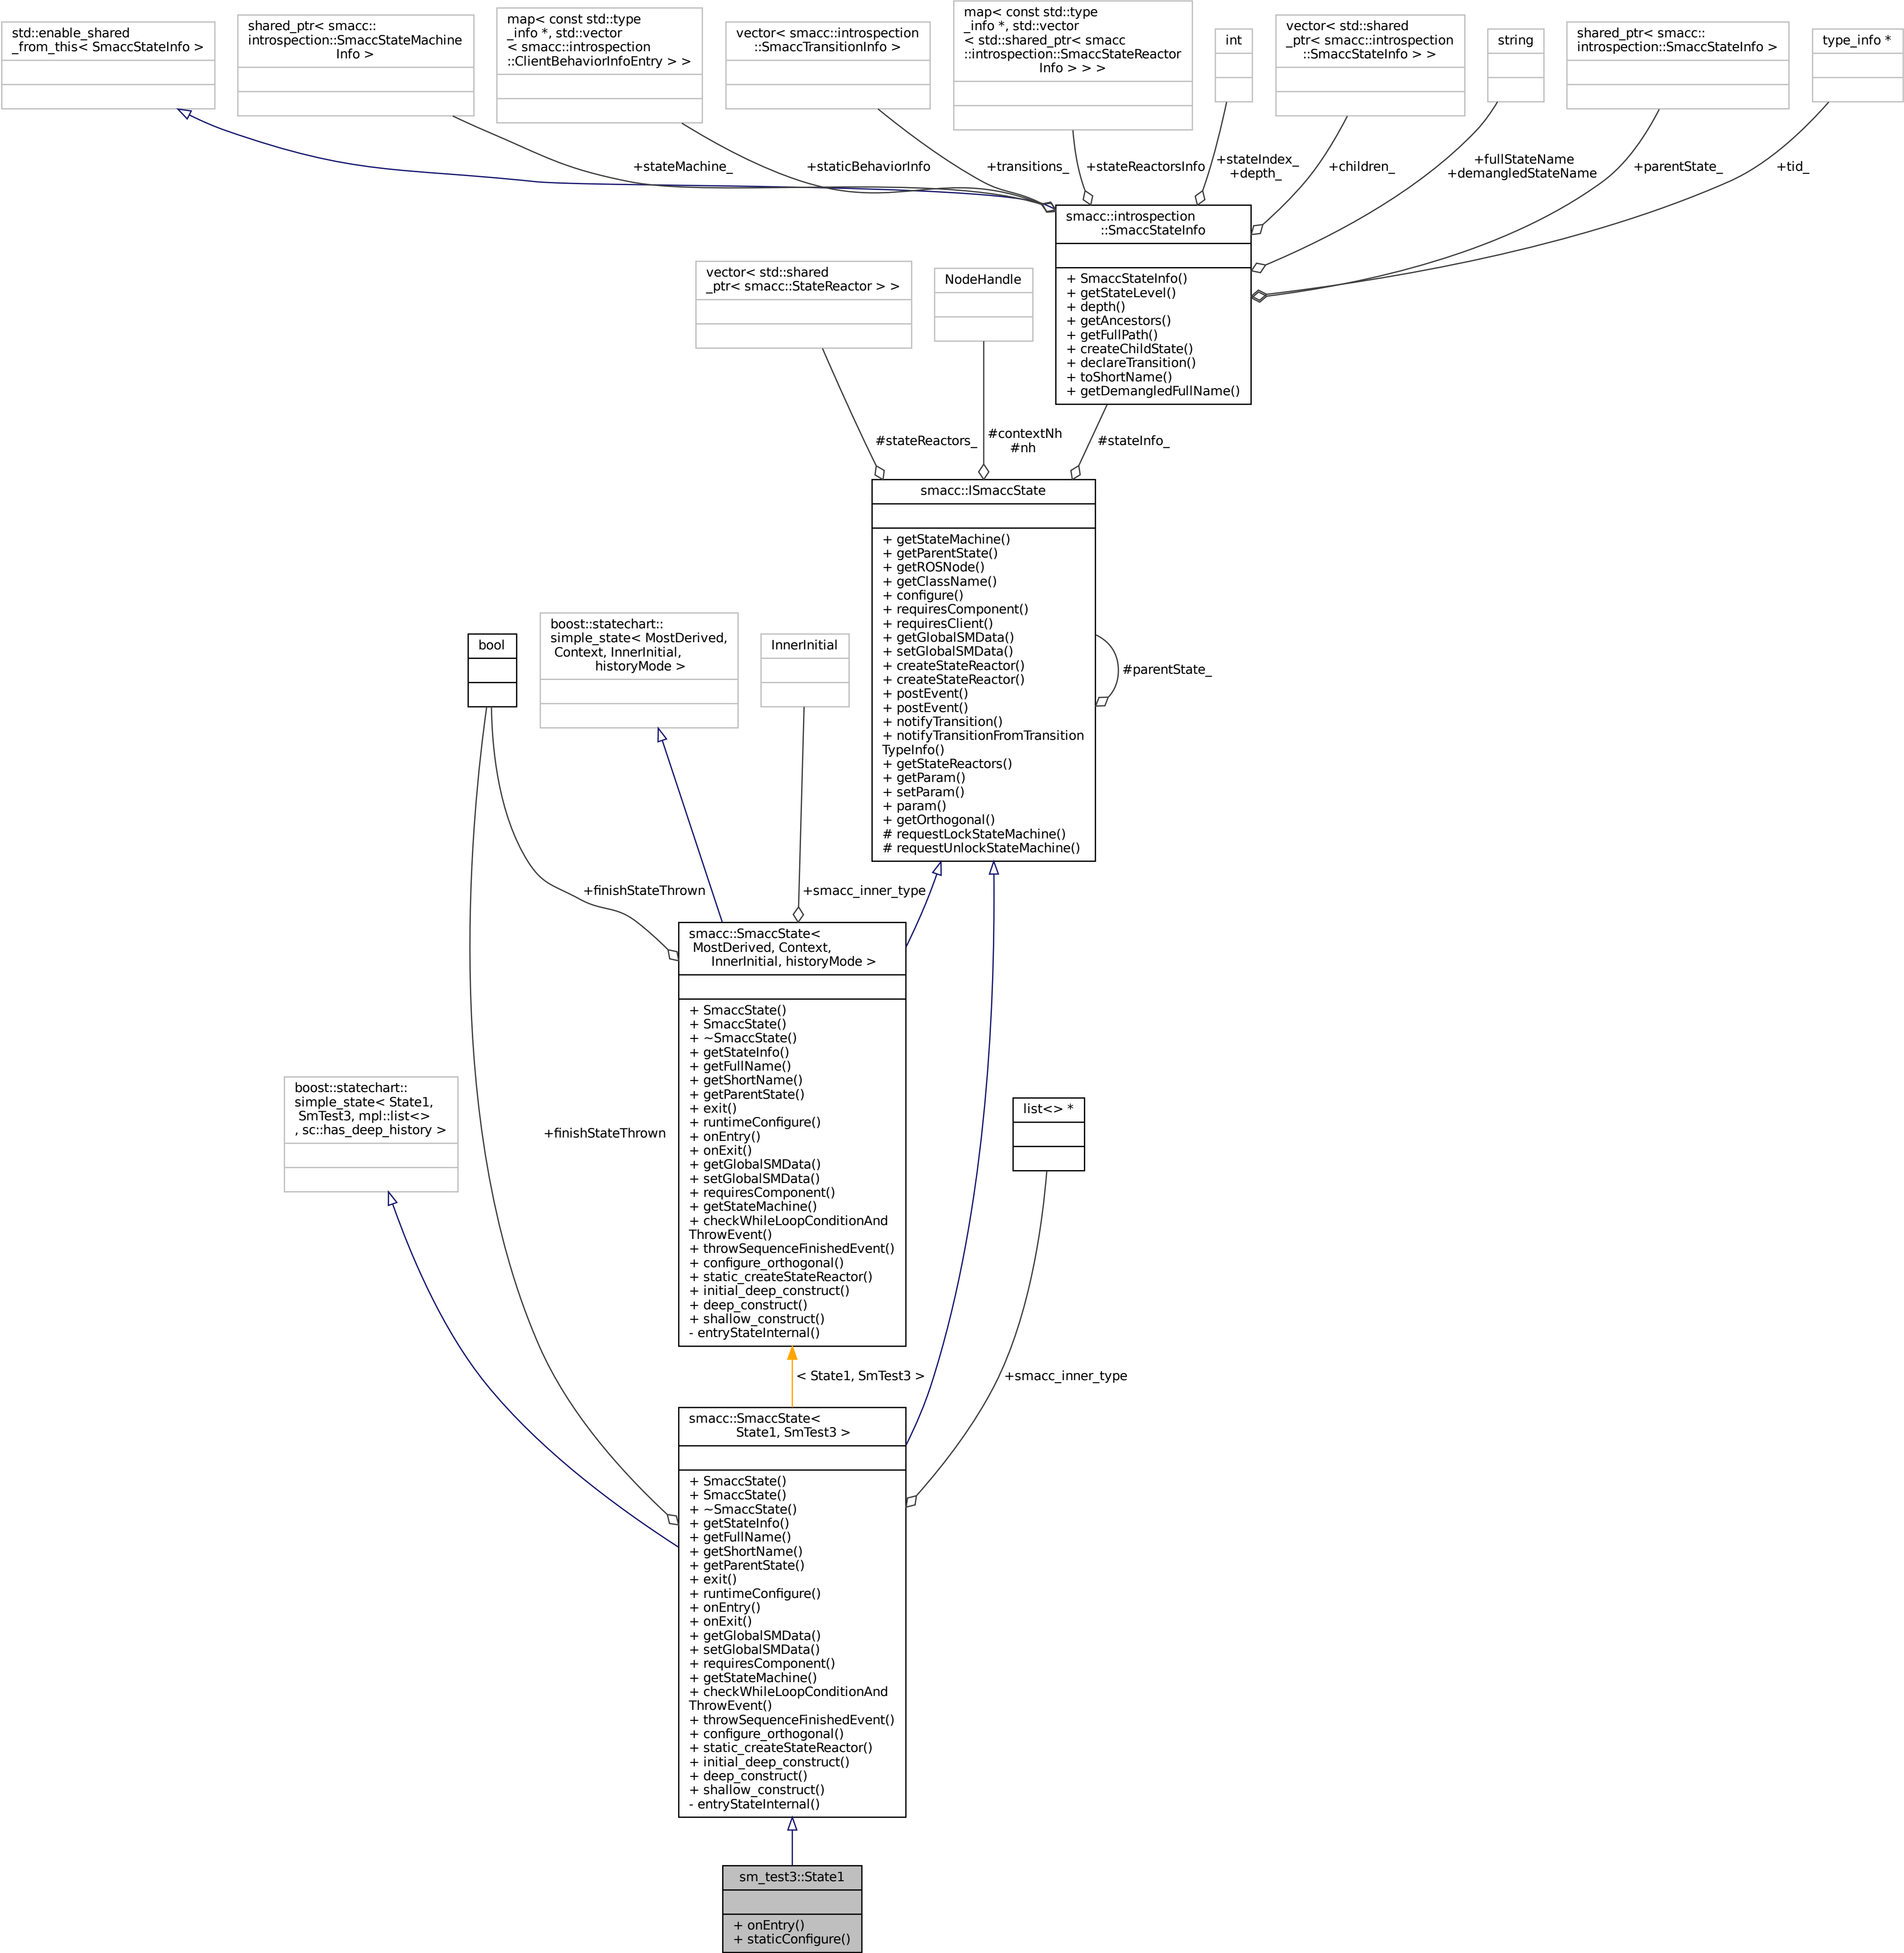 std::enable_shared
_from_this< SmaccStateInfo >
shared_ptr< smacc::
introspection::SmaccStateMachine
Info >
map< const std::type
_info *, std::vector
< smacc::introspection
::ClientBehaviorInfoEntry > >
vector< smacc::introspection
::SmaccTransitionInfo >
map< const std::type
_info *, std::vector
< std::shared_ptr< smacc
::introspection::SmaccStateReactor
Info > > >
int
vector< std::shared
_ptr< smacc::introspection
::SmaccStateInfo > >
string
shared_ptr< smacc::
introspection::SmaccStateInfo >
type_info *
+stateMachine_
+staticBehaviorInfo
+transitions_
+stateReactorsInfo
+stateIndex_
+depth_
+children_
+fullStateName
+demangledStateName
+parentState_
+tid_
smacc::introspection
::SmaccStateInfo
+ SmaccStateInfo()
+ getStateLevel()
+ depth()
+ getAncestors()
+ getFullPath()
+ createChildState()
+ declareTransition()
+ toShortName()
+ getDemangledFullName()
vector< std::shared
_ptr< smacc::StateReactor > >
NodeHandle
#stateReactors_
#contextNh
#nh
#stateInfo_
smacc::ISmaccState
+ getStateMachine()
+ getParentState()
+ getROSNode()
+ getClassName()
+ configure()
+ requiresComponent()
+ requiresClient()
+ getGlobalSMData()
+ setGlobalSMData()
+ createStateReactor()
+ createStateReactor()
+ postEvent()
+ postEvent()
+ notifyTransition()
+ notifyTransitionFromTransition
TypeInfo()
+ getStateReactors()
+ getParam()
+ setParam()
+ param()
+ getOrthogonal()
# requestLockStateMachine()
# requestUnlockStateMachine()
#parentState_
bool
boost::statechart::
simple_state< MostDerived,
Context, InnerInitial,
historyMode >
InnerInitial
+finishStateThrown
+smacc_inner_type
smacc::SmaccState<
MostDerived, Context,
InnerInitial, historyMode >
+ SmaccState()
+ SmaccState()
+ ~SmaccState()
+ getStateInfo()
+ getFullName()
+ getShortName()
+ getParentState()
+ exit()
+ runtimeConfigure()
+ onEntry()
+ onExit()
+ getGlobalSMData()
+ setGlobalSMData()
+ requiresComponent()
+ getStateMachine()
+ checkWhileLoopConditionAnd
ThrowEvent()
+ throwSequenceFinishedEvent()
+ configure_orthogonal()
+ static_createStateReactor()
+ initial_deep_construct()
+ deep_construct()
+ shallow_construct()
- entryStateInternal()
boost::statechart::
simple_state< State1,
SmTest3, mpl::list<>
, sc::has_deep_history >
+finishStateThrown
list<> *
< State1, SmTest3 >
+smacc_inner_type
smacc::SmaccState<
State1, SmTest3 >
+ SmaccState()
+ SmaccState()
+ ~SmaccState()
+ getStateInfo()
+ getFullName()
+ getShortName()
+ getParentState()
+ exit()
+ runtimeConfigure()
+ onEntry()
+ onExit()
+ getGlobalSMData()
+ setGlobalSMData()
+ requiresComponent()
+ getStateMachine()
+ checkWhileLoopConditionAnd
ThrowEvent()
+ throwSequenceFinishedEvent()
+ configure_orthogonal()
+ static_createStateReactor()
+ initial_deep_construct()
+ deep_construct()
+ shallow_construct()
- entryStateInternal()
sm_test3::State1
+ onEntry()
+ staticConfigure()